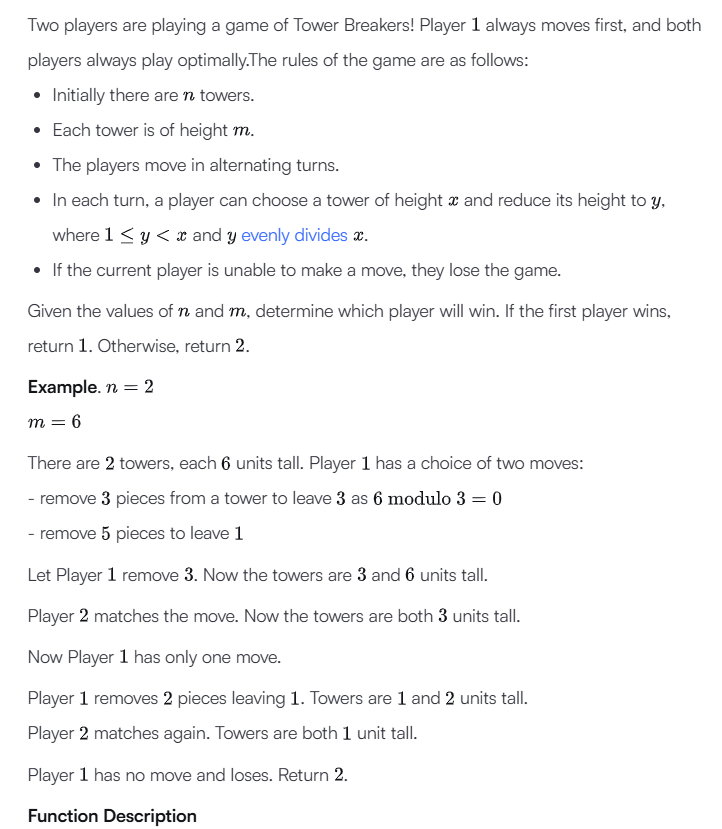 Two players are playing a game of Tower Breakers! Player 1 always moves first, and both
players always play optimally.The rules of the game are as follows:
• Initially there are n towers.
• Each tower is of height m.
• The players move in alternating turns.
• In each turn, a player can choose a tower of height x and reduce its height to y,
where 1 ≤ y < x and y evenly divides x.
• If the current player is unable to make a move, they lose the game.
Given the values of n and m, determine which player will win. If the first player wins,
return 1. Otherwise, return 2.
Example. n = 2
m = 6
There are 2 towers, each 6 units tall. Player 1 has a choice of two moves:
- remove 3 pieces from a tower to leave 3 as 6 modulo 3 = 0
- remove 5 pieces to leave 1
Let Player 1 remove 3. Now the towers are 3 and 6 units tall.
Player 2 matches the move. Now the towers are both 3 units tall.
Now Player 1 has only one move.
Player 1 removes 2 pieces leaving 1. Towers are 1 and 2 units tall.
Player 2 matches again. Towers are both 1 unit tall.
Player 1 has no move and loses. Return 2.
Function Description